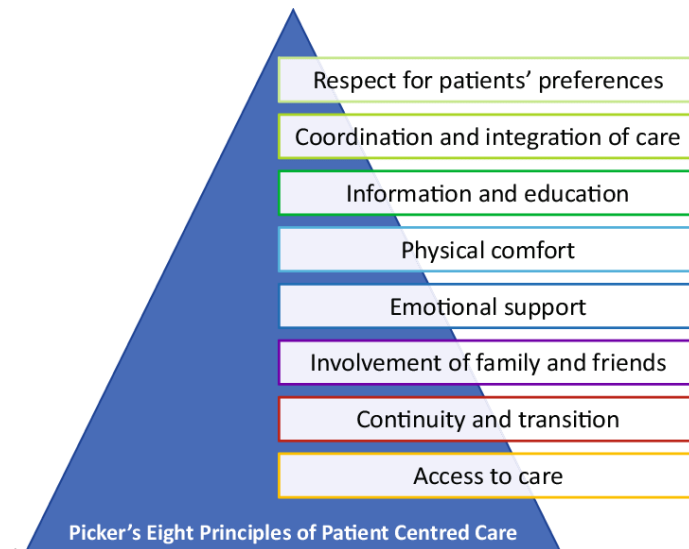 Respect for patients’ preferences
Coordination and integration of care
Information and education
Physical comfort
Emotional support
Involvement of family and friends
Continuity and transition
Access to care
Picker’s Eight Principles of Patient Centred Care